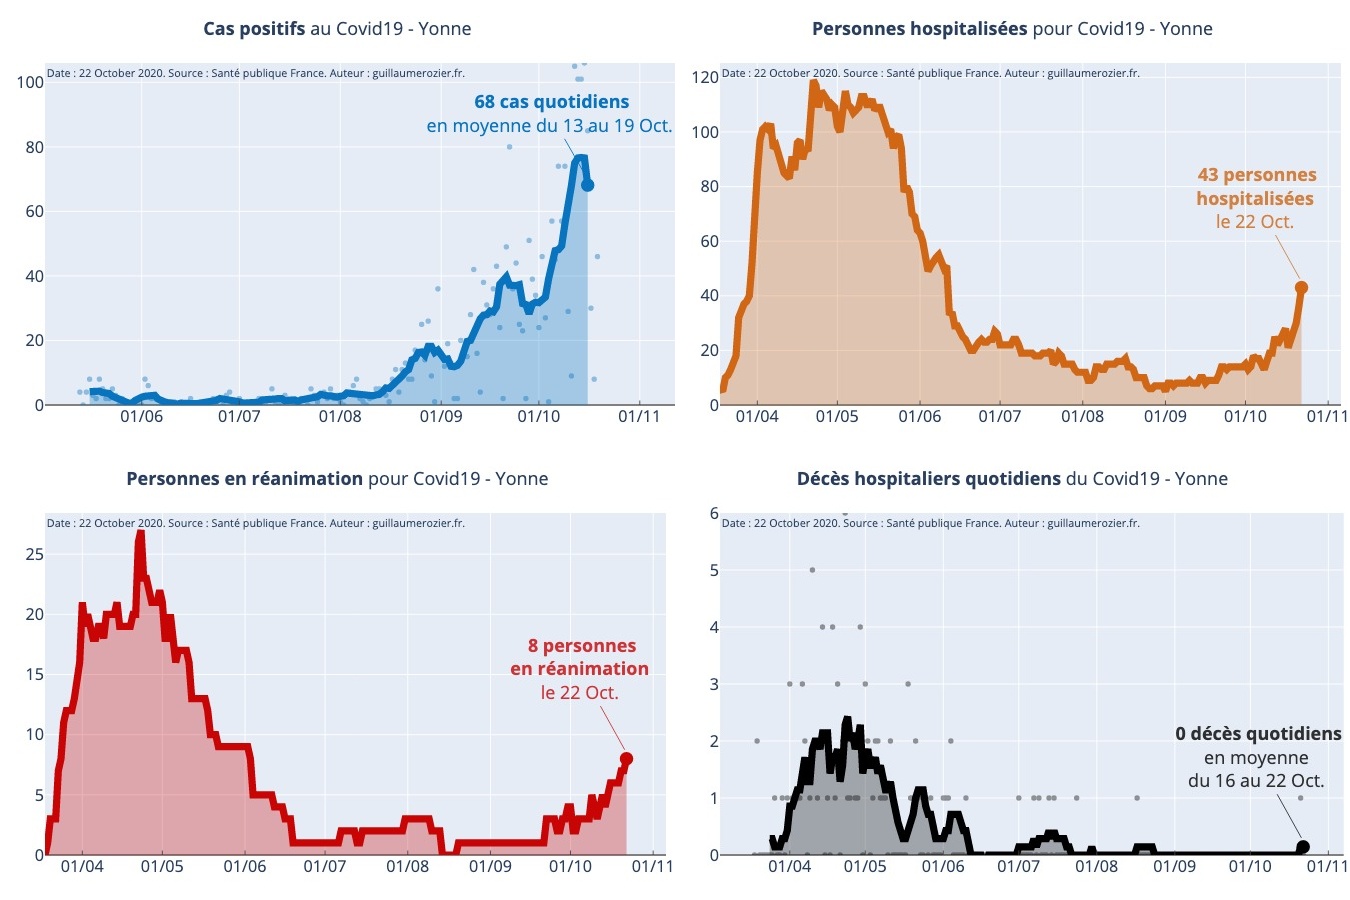 Cas positifs au Covid19 - Yonne
Date : 22 October 2020. Source : Santé publique France. Auteur : guillaumerozier.fr.
100
80
60
40
20
0
68 cas quotidiens
en moyenne du 13 au 19 Oct.
01/06
01/07
01/08
01/09
01/10
01/11
Personnes hospitalisées pour Covid19 - Yonne
Date : 22 October 2020. Source : Santé publique France. Auteur : guillaumerozier.fr.
120
100
80
60
40
20
0
43 personnes
hospitalisées
le 22 Oct.
01/04
01/05
01/06
01/07
01/08
01/09
01/10
01/11
Personnes en réanimation pour Covid19 - Yonne
Date : 22 October 2020. Source : Santé publique France. Auteur : guillaumerozier.fr.
25
20
15
10
5
0
8 personnes
en réanimation
le 22 Oct.
01/04
01/05
01/06
01/07
01/08
01/09
01/10
01/11
Décès hospitaliers quotidiens du Covid19 - Yonne
Date : 22 October 2020. Source : Santé publique France. Auteur : guillaumerozier.fr.
6
5
4
3
2
1
0
0 décès quotidiens
en moyenne
du 16 au 22 Oct.
01/04
01/05
01/06
01/07
01/08
01/09
01/10
01/11